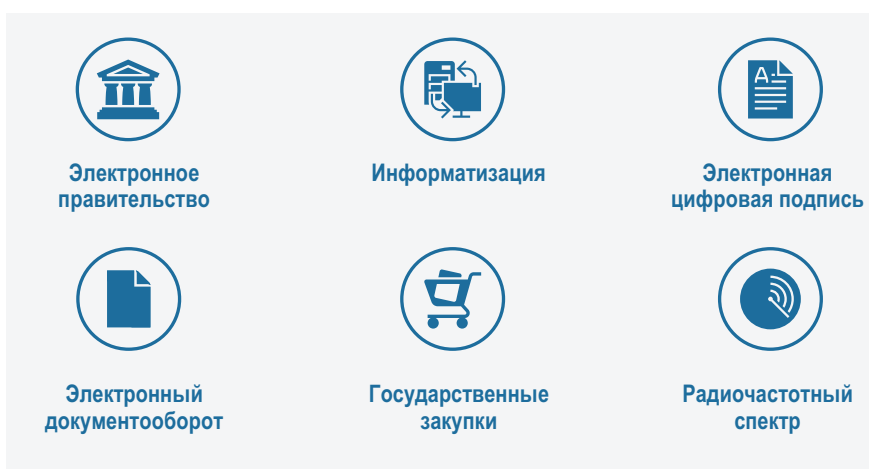 Электронное
правительство
Информатизация
Электронная
цифровая подпись
Электронный
документооборот
Государственные
закупки
Радиочастотный
спектр